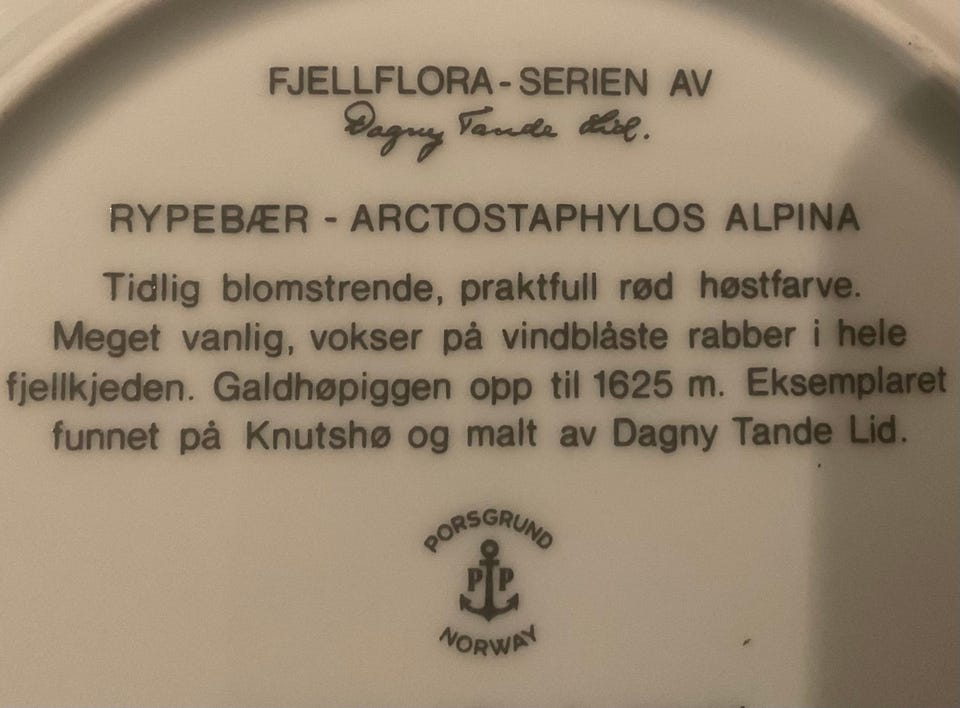 FJELLFLORA - SERIEN AV
Dagny Tande Lid.
RYPEBÆR - ARCTOSTAPHYLOS ALPINA
Tidlig blomstrende, praktfull rød høstfarve.
Meget vanlig, vokser på vindblåste rabber i hele
fjellkjeden. Galdhøpiggen opp til 1625 m. Eksemplaret
funnet på Knutshø og malt av Dagny Tande Lid.
PORSGRUND
P P
NORWAY